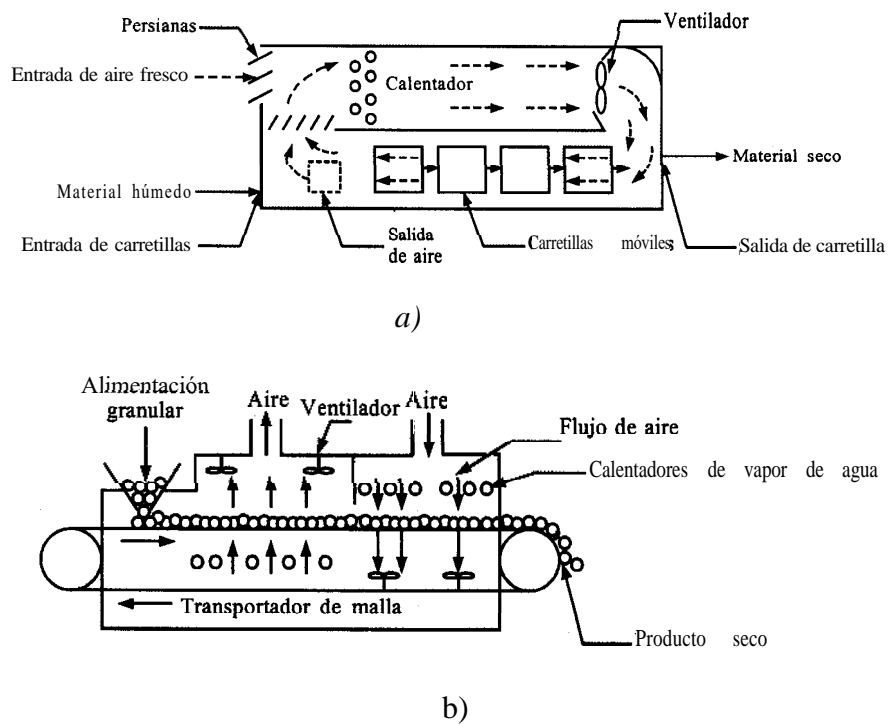 Persianas
Ventilador
Entrada de aire fresco
Calentador
Material seco
Material húmedo
Entrada de carretillas
Salida
de aire
Carretillas móviles
Salida de carretilla
a)
Alimentación
granular
Aire
Ventilador
Aire
Flujo de aire
Calentadores de vapor de agua
Transportador de malla
Producto seco
b)